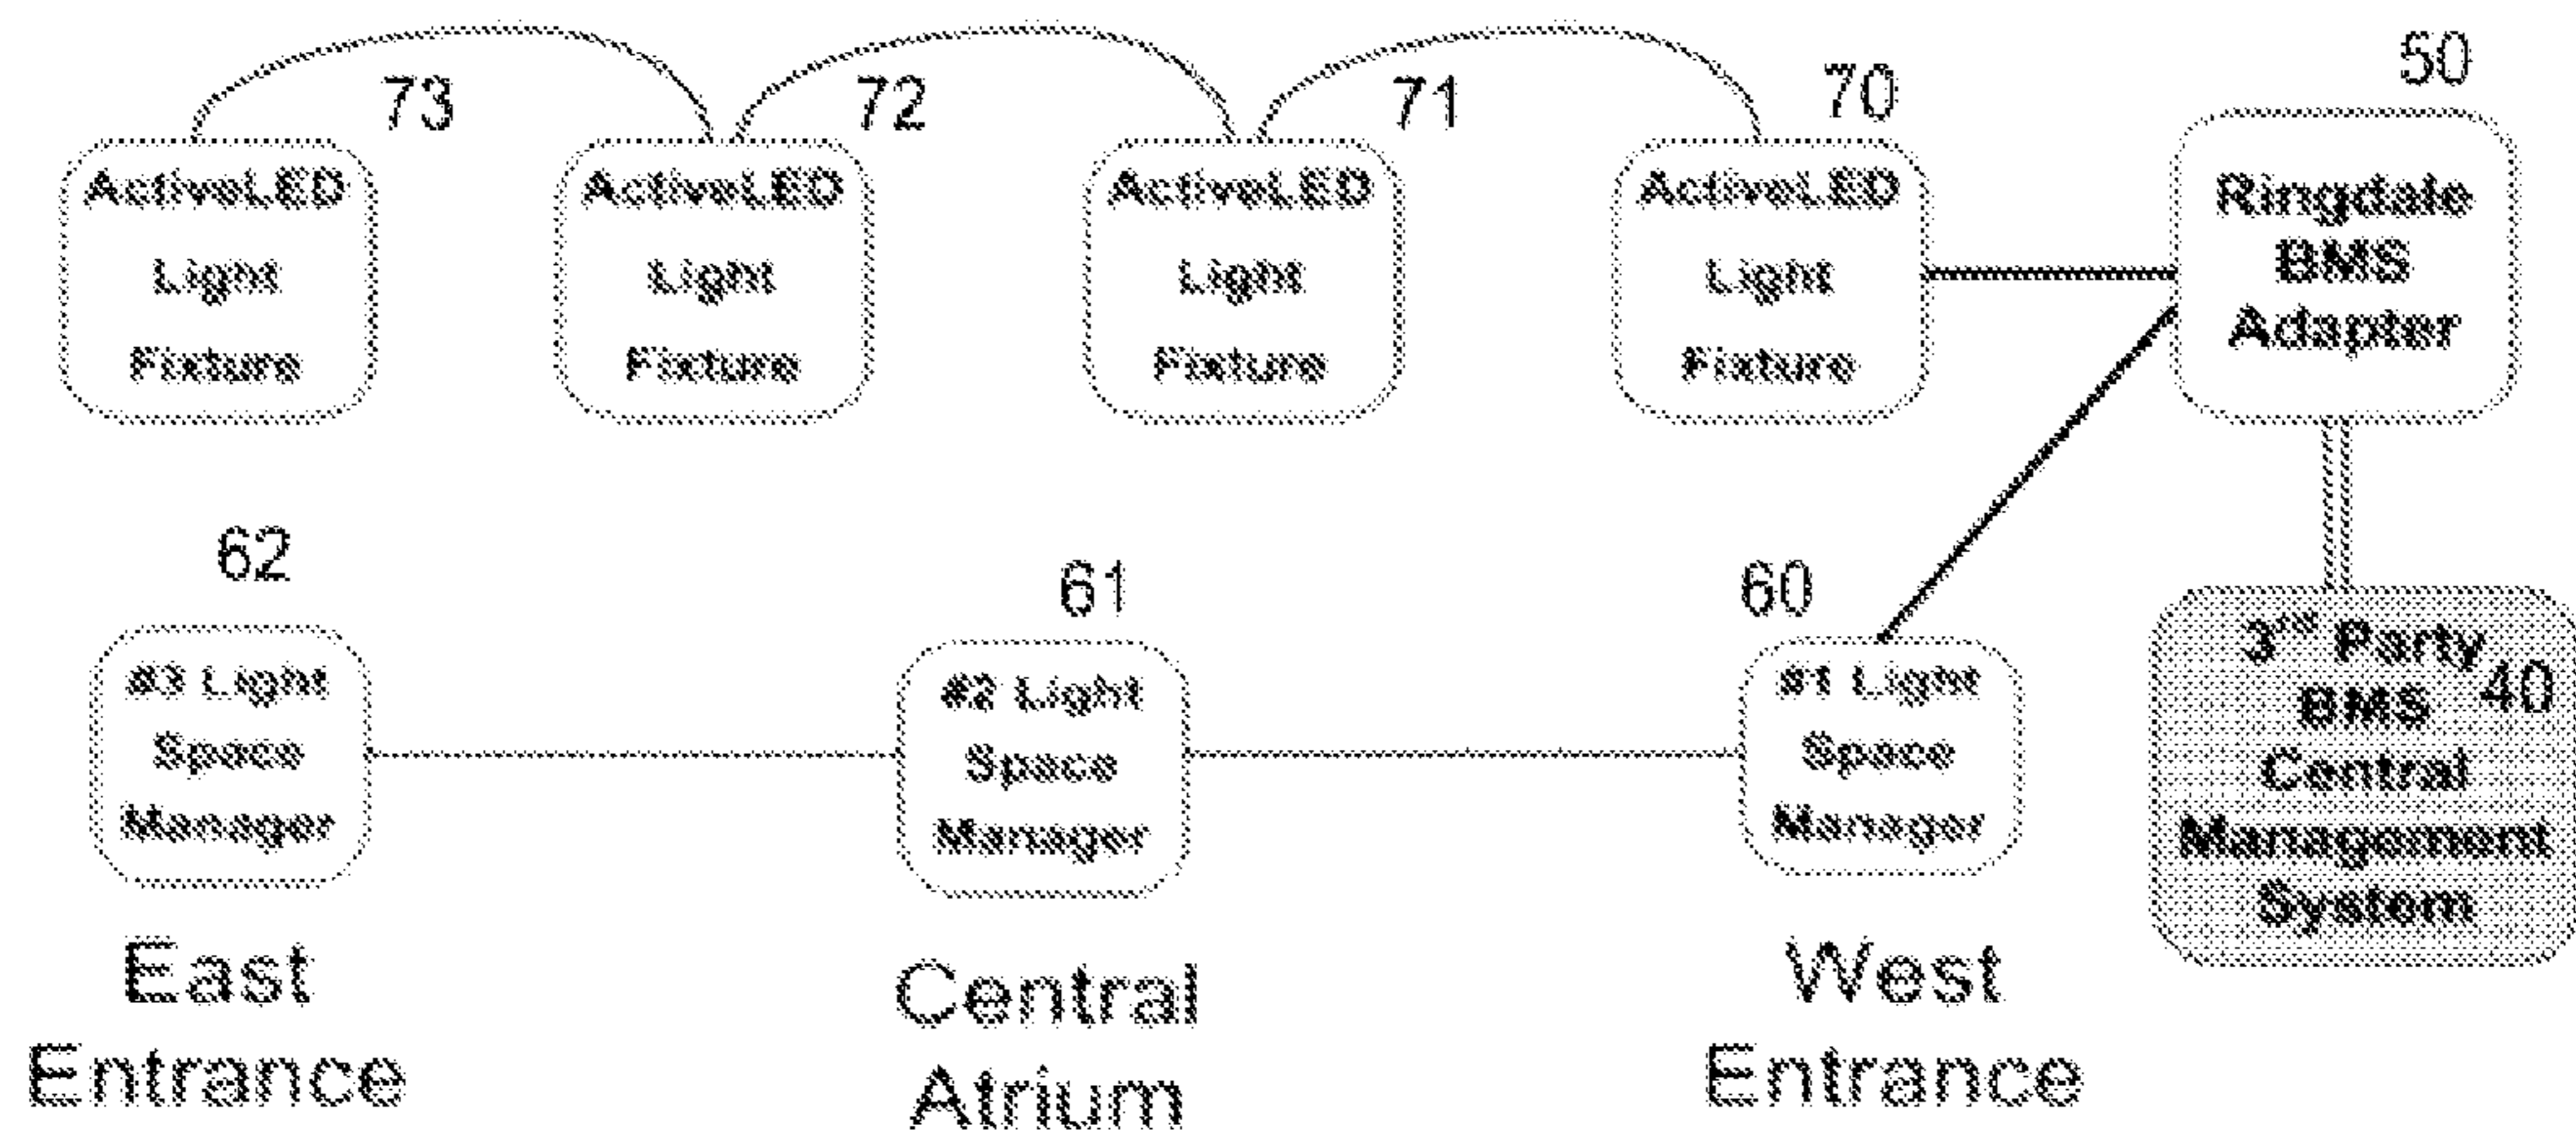 73
72
71
70
50
ActiveLED
Light
Fixture
ActiveLED
Light
Fixture
ActiveLED
Light
Fixture
ActiveLED
Light
Fixture
Ringdale
BMS
Adapter
62
61
60
40
#3 Light
Space
Manager
#2 Light
Space
Manager
#1 Light
Space
Manager
3rd Party
BMS
Central
Management
System
East
Entrance
Central
Atrium
West
Entrance